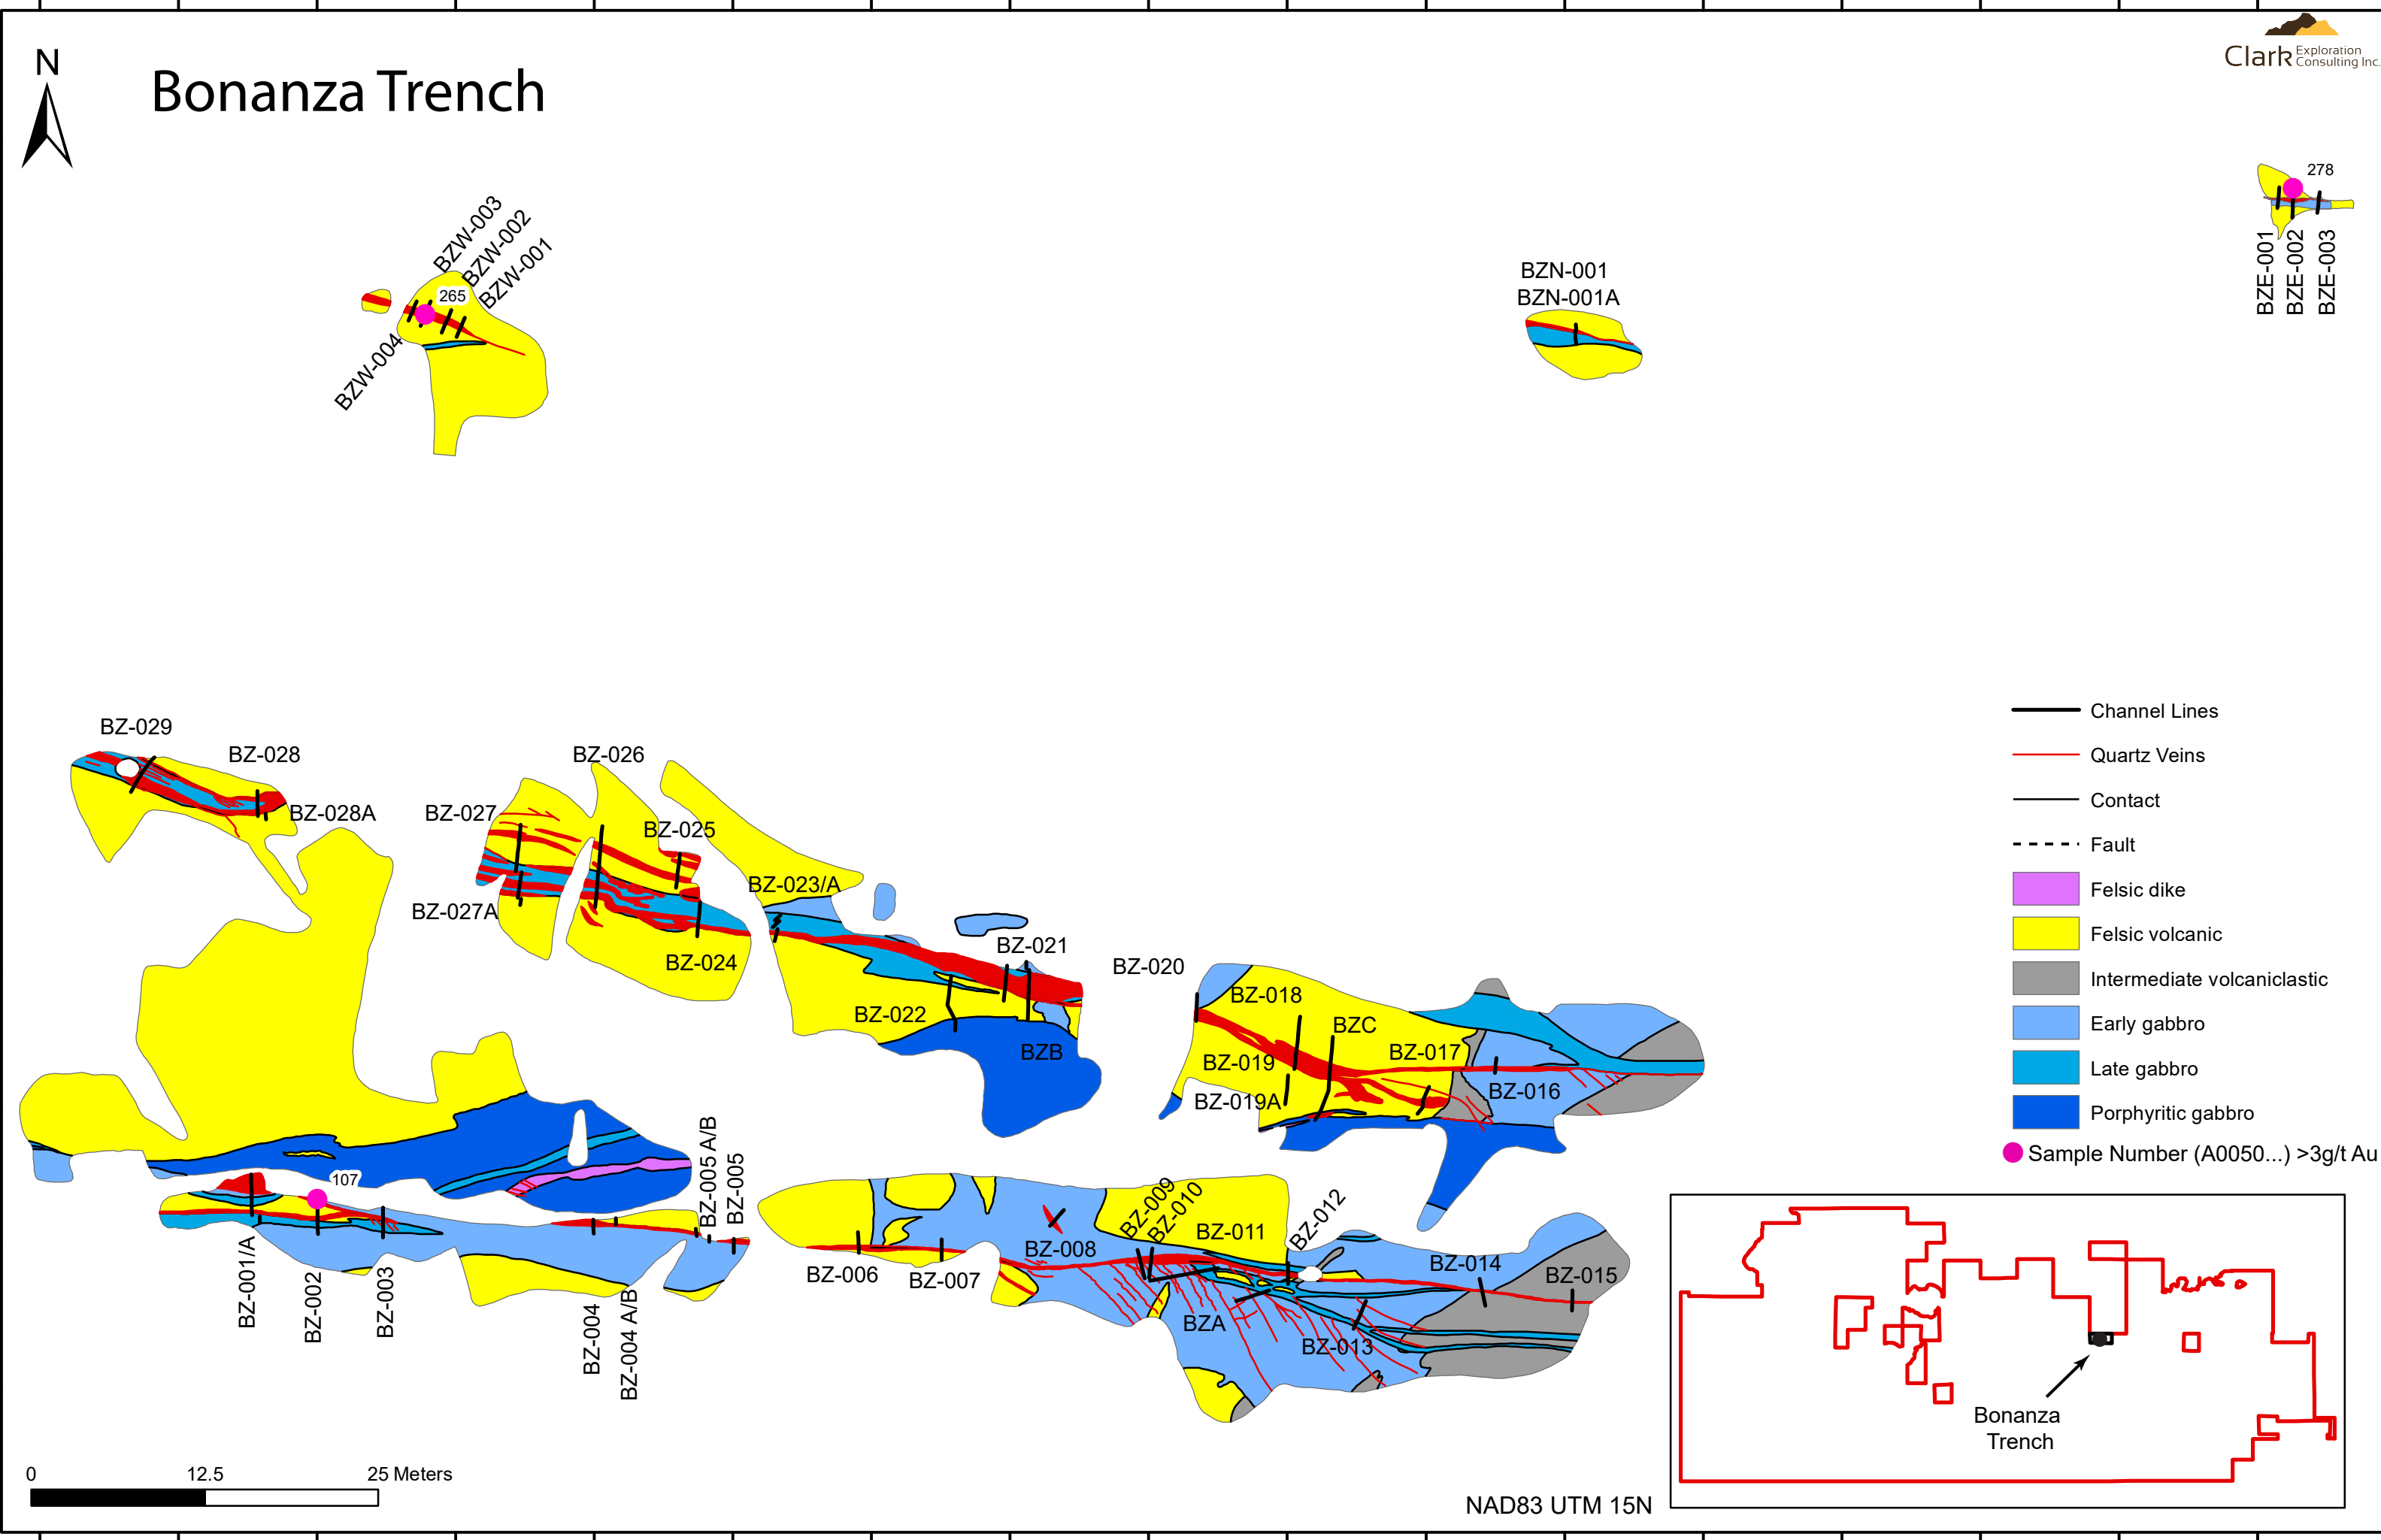 Clark Exploration
Consulting Inc.
N
Bonanza Trench
278
BZE-001
BZE-002
BZE-003
BZW-003
BZW-002
BZW-001
265
BZW-004
BZN-001
BZN-001A
BZ-029
BZ-028
BZ-028A
BZ-026
BZ-027
BZ-025
BZ-027A
BZ-024
BZ-023/A
BZ-021
BZ-022
BZB
BZ-020
BZ-018
BZC
BZ-019
BZ-017
BZ-019A
BZ-016
107
BZ-001/A
BZ-002
BZ-003
BZ-004
BZ-004 A/B
BZ-005 A/B
BZ-005
BZ-006
BZ-007
BZ-008
BZ-009
BZ-010
BZ-011
BZ-012
BZA
BZ-013
BZ-014
BZ-015
Channel Lines
Quartz Veins
Contact
Fault
Felsic dike
Felsic volcanic
Intermediate volcaniclastic
Early gabbro
Late gabbro
Porphyritic gabbro
Sample Number (A0050...) >3g/t Au
Bonanza
Trench
0 12.5 25 Meters
NAD83 UTM 15N